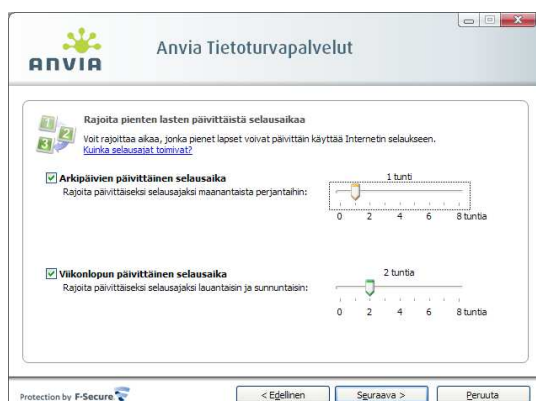 ANVIA
Anvia Tietoturvapalvelut
1
2
3
Rajoita pienten lasten päivittäistä selausaikaa
Voit rajoittaa aikaa, jonka pienet lapset voivat päivittäin käyttää Internetin selaukseen.
Kuinka selausajat toimivat?
Arkipäivien päivittäinen selausaika
Rajoita päivittäiseksi selausajaksi maanantaista perjantaihin:
1 tunti
0 2 4 6 8 tuntia
Viikonlopun päivittäinen selausaika
Rajoita päivittäiseksi selausajaksi lauantaisin ja sunnuntaisin:
2 tuntia
0 2 4 6 8 tuntia
Protection by F-Secure
< Edellinen
Seuraava >
Peruuta